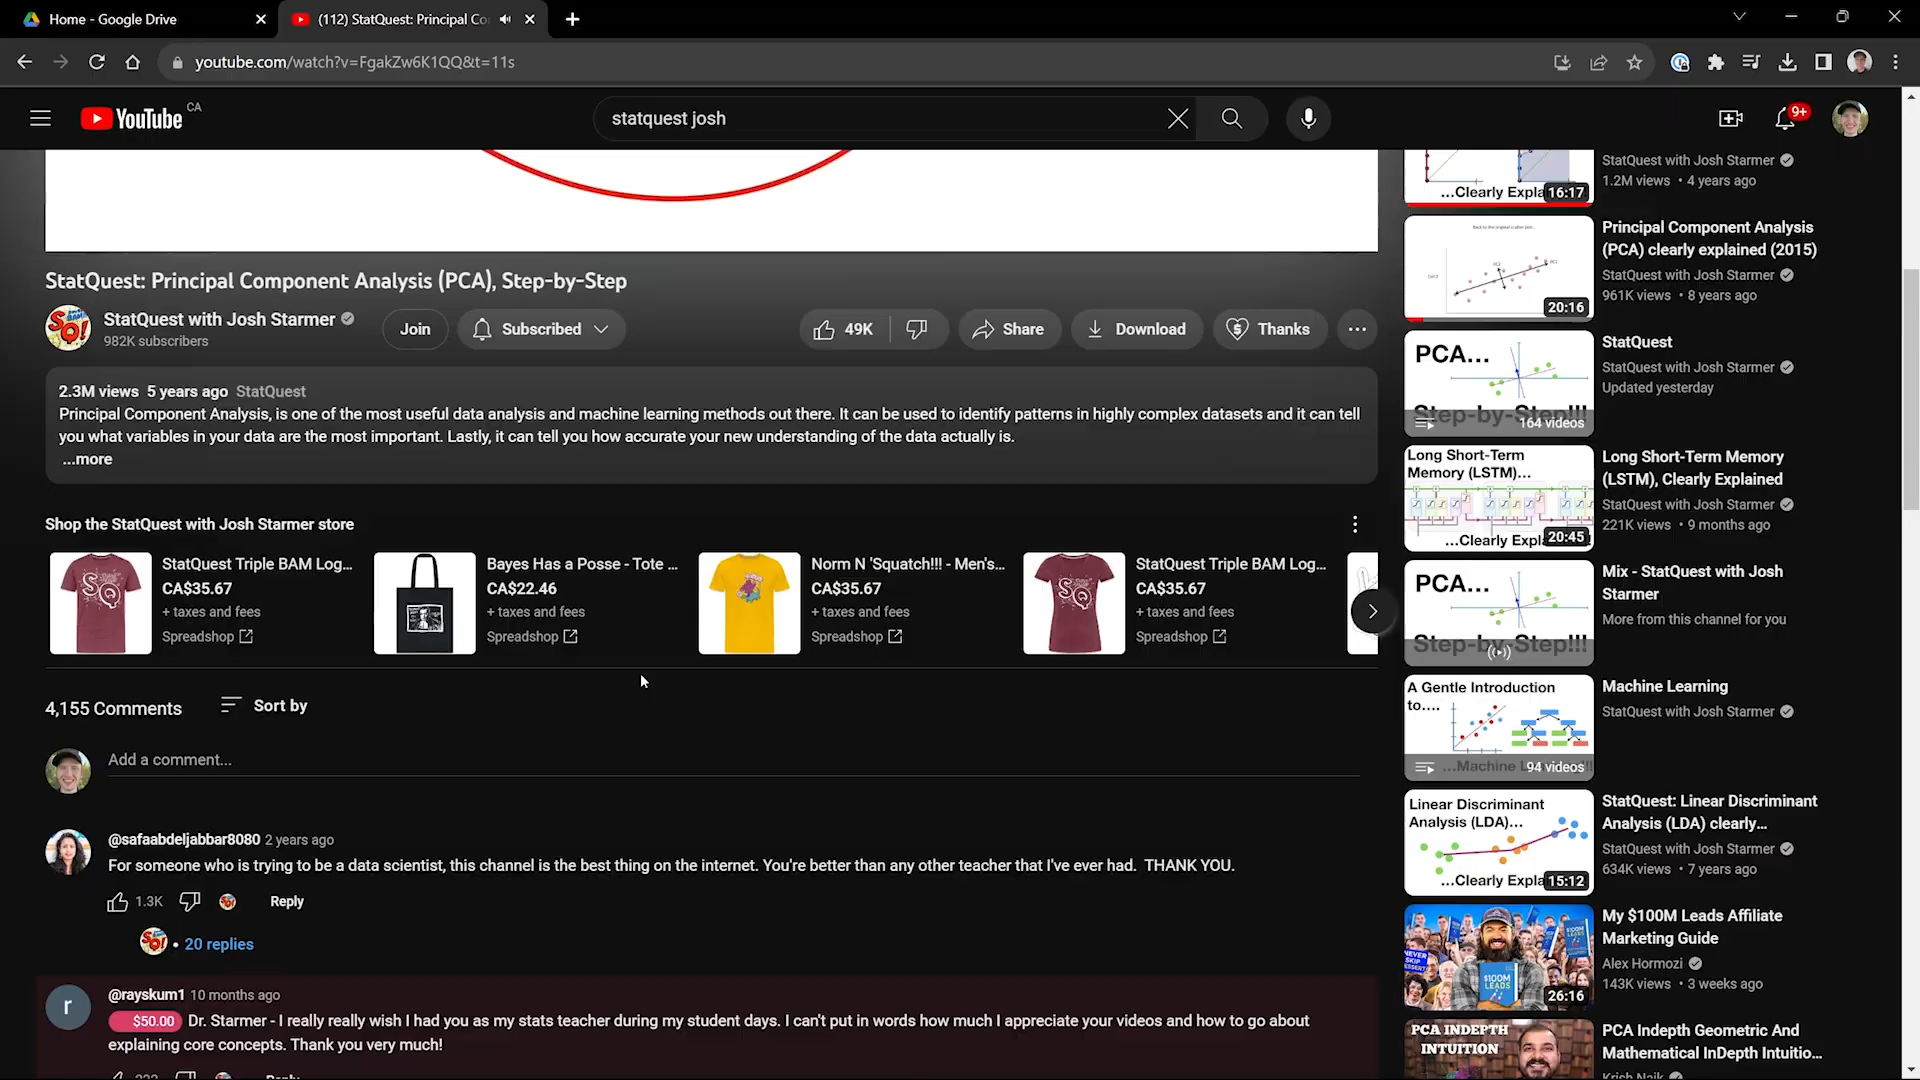 Home - Google Drive
(112) StatQuest: Principal Co
youtube.com/watch?v=FgakZw6K1QQ&t=11s
YouTube CA
statquest josh
9+
StatQuest: Principal Component Analysis (PCA), Step-by-Step
StatQuest with Josh Starmer
982K subscribers
Join
Subscribed
49K
Share
Download
Thanks
2.3M views 5 years ago StatQuest
Principal Component Analysis, is one of the most useful data analysis and machine learning methods out there. It can be used to identify patterns in highly complex datasets and it can tell
you what variables in your data are the most important. Lastly, it can tell you how accurate your new understanding of the data actually is.
...more
Shop the StatQuest with Josh Starmer store
StatQuest Triple BAM Log...
CA$35.67
+ taxes and fees
Spreadshop
Bayes Has a Posse - Tote ...
CA$22.46
+ taxes and fees
Spreadshop
Norm N 'Squatch!!! - Men's...
CA$35.67
+ taxes and fees
Spreadshop
StatQuest Triple BAM Log...
CA$35.67
+ taxes and fees
Spreadshop
4,155 Comments
Sort by
Add a comment...
@safaabdeljabbar8080 2 years ago
For someone who is trying to be a data scientist, this channel is the best thing on the internet. You're better than any other teacher that I've ever had. THANK YOU.
1.3K
Reply
• 20 replies
r
@rayskum1 10 months ago
$50.00 Dr. Starmer - I really really wish I had you as my stats teacher during my student days. I can't put in words how much I appreciate your videos and how to go about
explaining core concepts. Thank you very much!
...Clearly Expla
16:17
StatQuest with Josh Starmer
1.2M views • 4 years ago
20:16
Principal Component Analysis
(PCA) clearly explained (2015)
StatQuest with Josh Starmer
961K views • 8 years ago
PCA...
Step-by-Step!!!
164 videos
StatQuest
StatQuest with Josh Starmer
Updated yesterday
Long Short-Term
Memory (LSTM)...
...Clearly Expl
20:45
Long Short-Term Memory
(LSTM), Clearly Explained
StatQuest with Josh Starmer
221K views • 9 months ago
PCA...
Step-by-Step!!!
Mix - StatQuest with Josh
Starmer
More from this channel for you
A Gentle Introduction
to....
94 videos
Machine Learning
StatQuest with Josh Starmer
Linear Discriminant
Analysis (LDA)...
...Clearly Expla
15:12
StatQuest: Linear Discriminant
Analysis (LDA) clearly...
StatQuest with Josh Starmer
634K views • 7 years ago
$100M
LEADS
26:16
My $100M Leads Affiliate
Marketing Guide
Alex Hormozi
143K views • 3 weeks ago
PCA INDEPTH
INTUITION
PCA Indepth Geometric And
Mathematical InDepth Intuitio...
Krish Naik